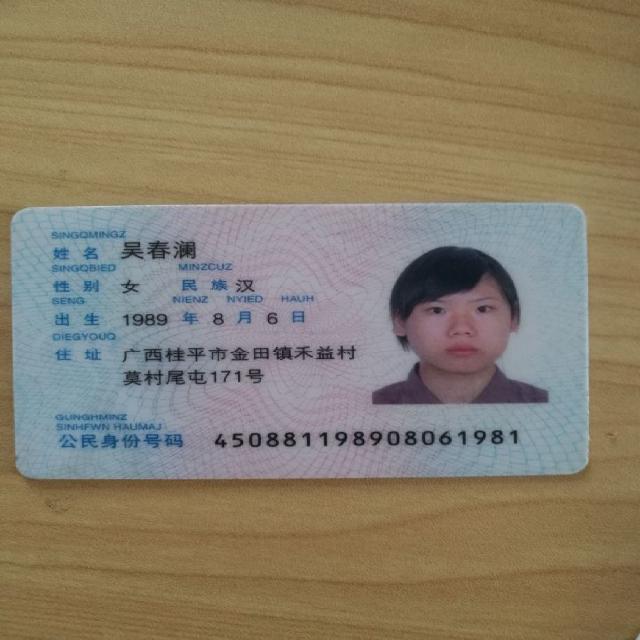 SINGQMINGZ
姓 名 吴春澜
SINGQBIED MINZCUZ
性 别 女 民 族 汉
SENG NIENZ NYIED HAUH
出 生 1989 年 8 月 6 日
DIEGYOUQ
住 址 广西桂平市金田镇禾益村
莫村尾屯171号
GUNGHMINZ
SINHFWN HAUMAJ
公民身份号码 450881198908061981